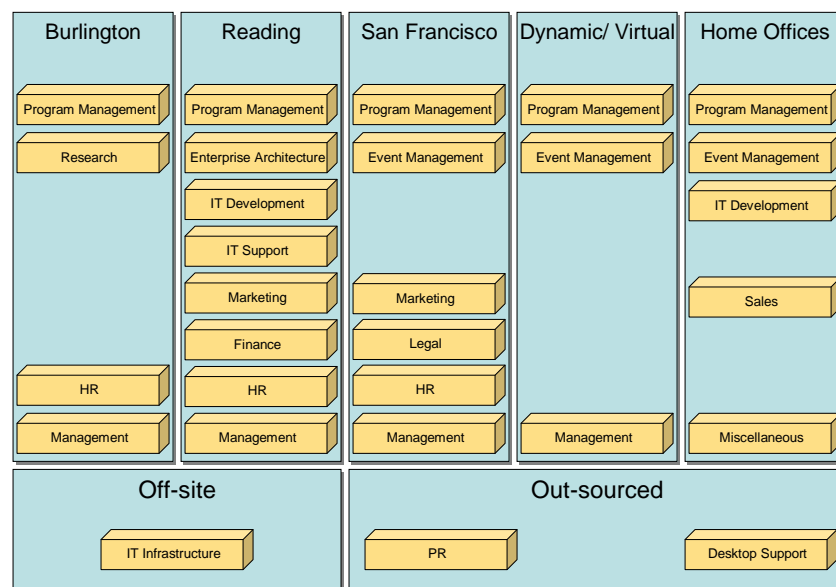 Burlington
Program Management
Research
HR
Management
Reading
Program Management
Enterprise Architecture
IT Development
IT Support
Marketing
Finance
HR
Management
San Francisco
Program Management
Event Management
Marketing
Legal
HR
Management
Dynamic/ Virtual
Program Management
Event Management
Management
Home Offices
Program Management
Event Management
IT Development
Sales
Miscellaneous
Off-site
IT Infrastructure
Out-sourced
PR
Desktop Support